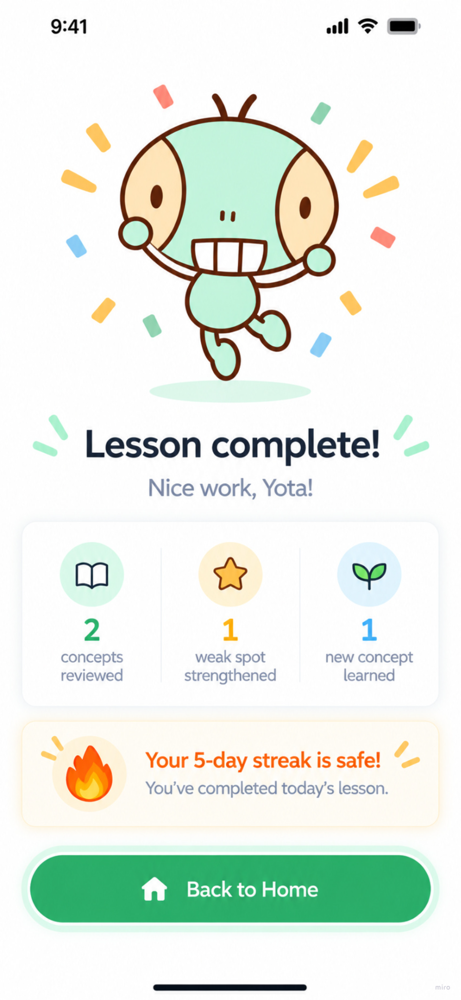 9:41
Lesson complete!
Nice work, Yota!
2
concepts
reviewed
1
weak spot
strengthened
1
new concept
learned
Your 5-day streak is safe!
You've completed today's lesson.
Back to Home
miro